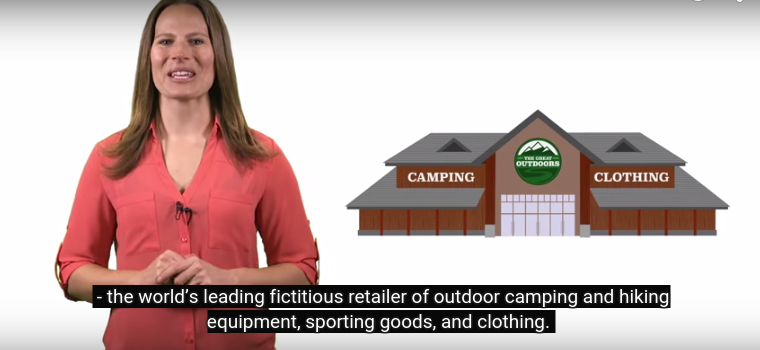 THE GREAT
OUTDOORS
CAMPING
CLOTHING
- the world's leading fictitious retailer of outdoor camping and hiking
equipment, sporting goods, and clothing.